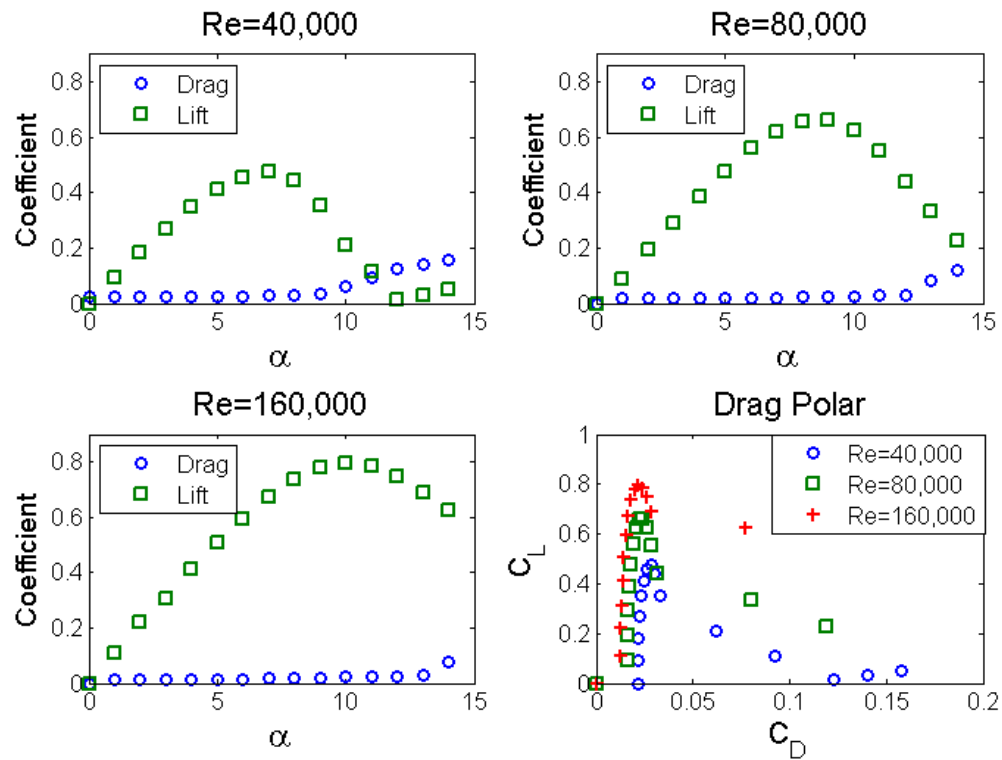 Re=40,000
0.8
0.6
0.4
0.2
0
0
5
10
15
Coefficient
α
Drag
Lift
Re=80,000
0.8
0.6
0.4
0.2
0
0
5
10
15
Coefficient
α
Drag
Lift
Re=160,000
0.8
0.6
0.4
0.2
0
0
5
10
15
Coefficient
α
Drag
Lift
Drag Polar
1
0.8
0.6
0.4
0.2
0
0
0.05
0.1
0.15
0.2
C_L
C_D
Re=40,000
Re=80,000
Re=160,000